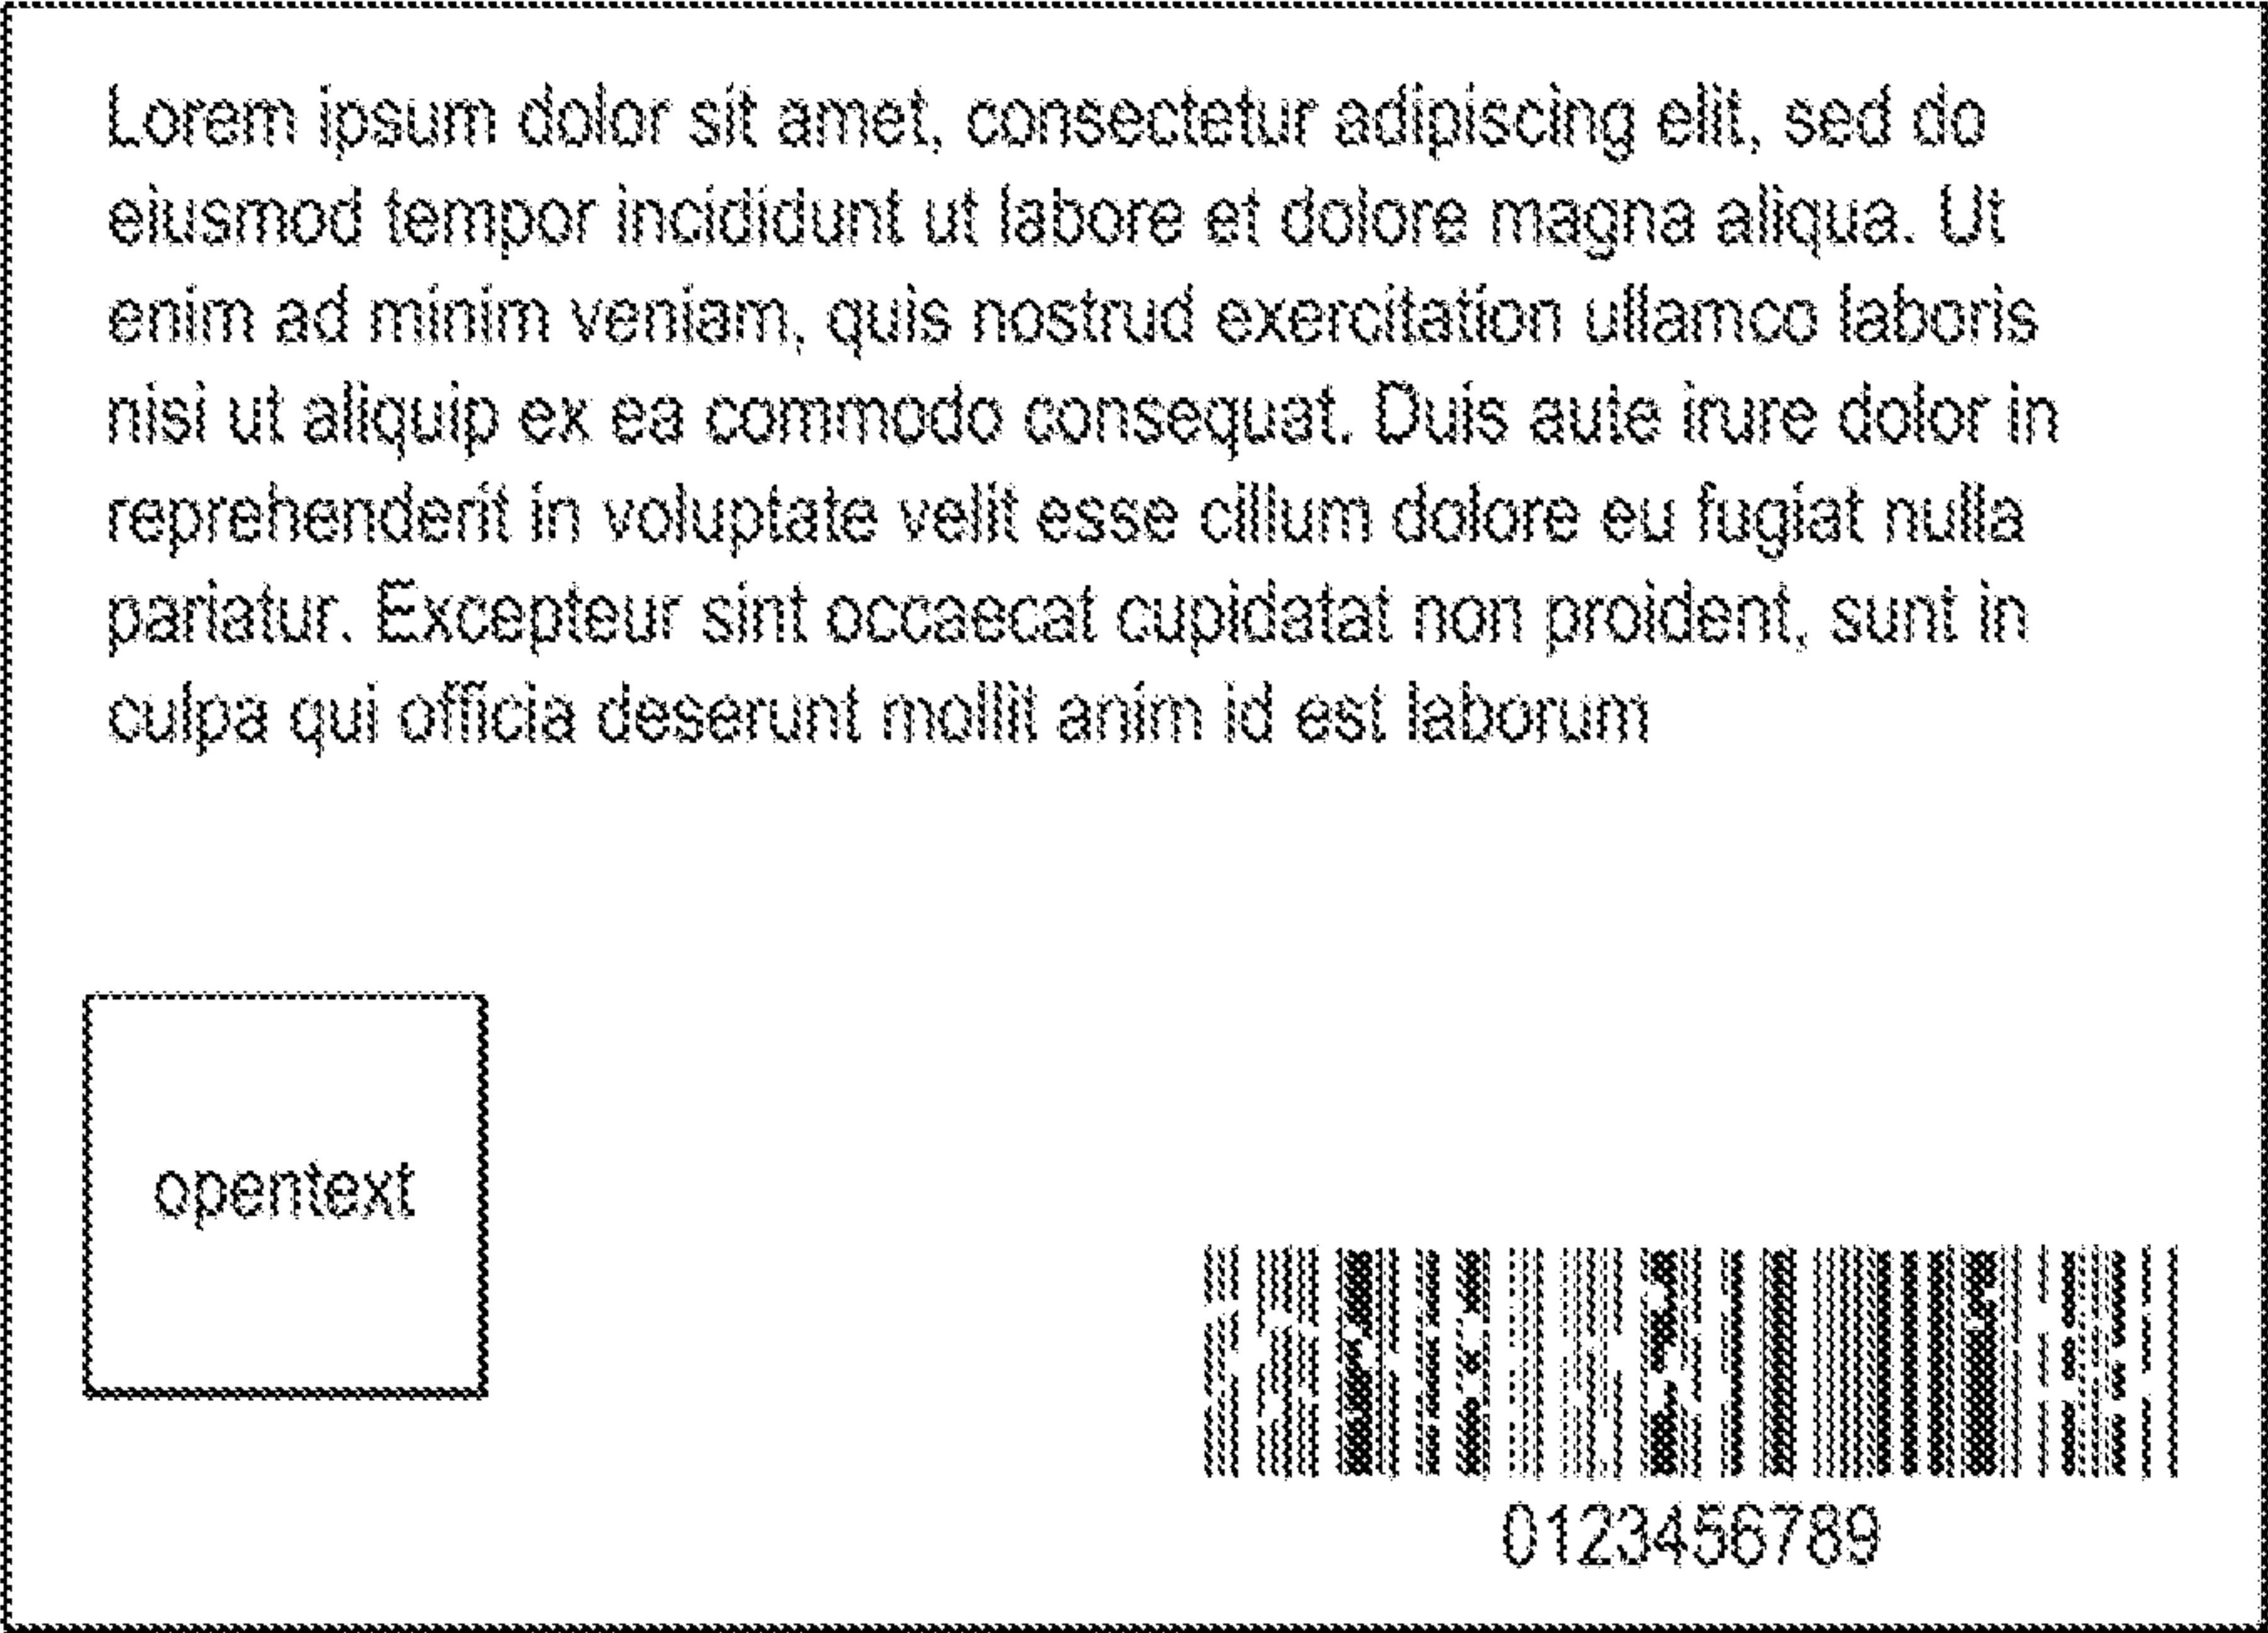 Lorem ipsum dolor sit amet, consectetur adipiscing elit, sed do
eiusmod tempor incididunt ut labore et dolore magna aliqua. Ut
enim ad minim veniam, quis nostrud exercitation ullamco laboris
nisi ut aliquip ex ea commodo consequat. Duis aute irure dolor in
reprehenderit in voluptate velit esse cillum dolore eu fugiat nulla
pariatur. Excepteur sint occaecat cupidatat non proident, sunt in
culpa qui officia deserunt mollit anim id est laborum
opentext
0123456789